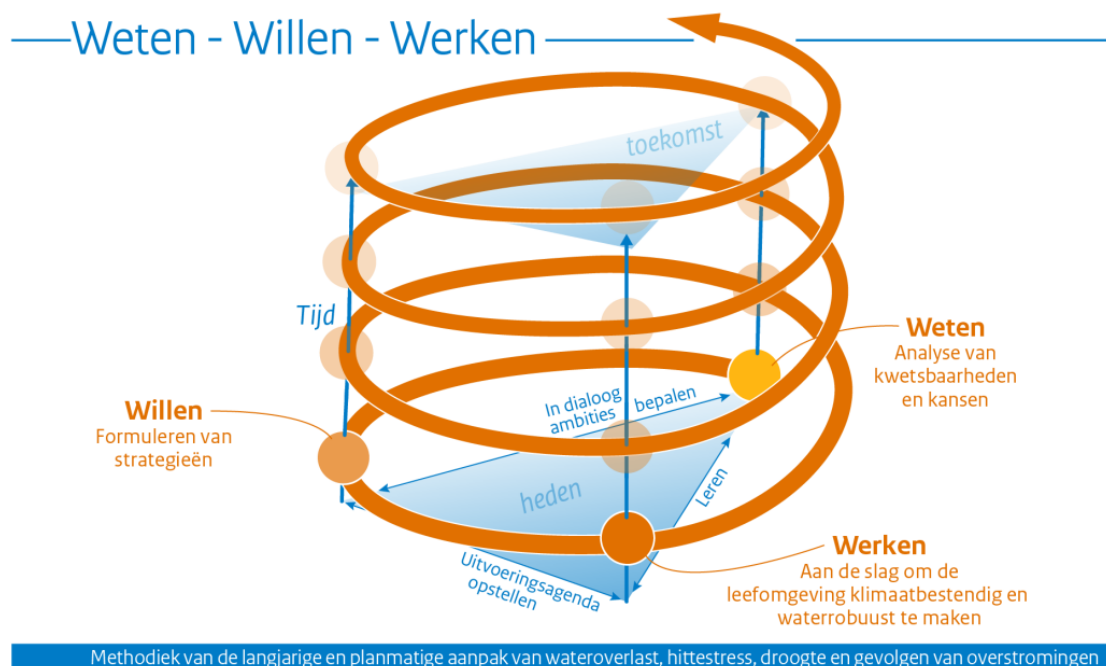 Weten - Willen - Werken
toekomst
Tijd
Weten
Analyse van
kwetsbaarheden
en kansen
In dialoog
ambities
bepalen
Willen
Formuleren van
strategieën
heden
Leren
Uitvoeringsagenda
opstellen
Werken
Aan de slag om de
leefomgeving klimaatbestendig en
waterrobuust te maken
Methodiek van de langjarige en planmatige aanpak van wateroverlast, hittestress, droogte en gevolgen van overstromingen